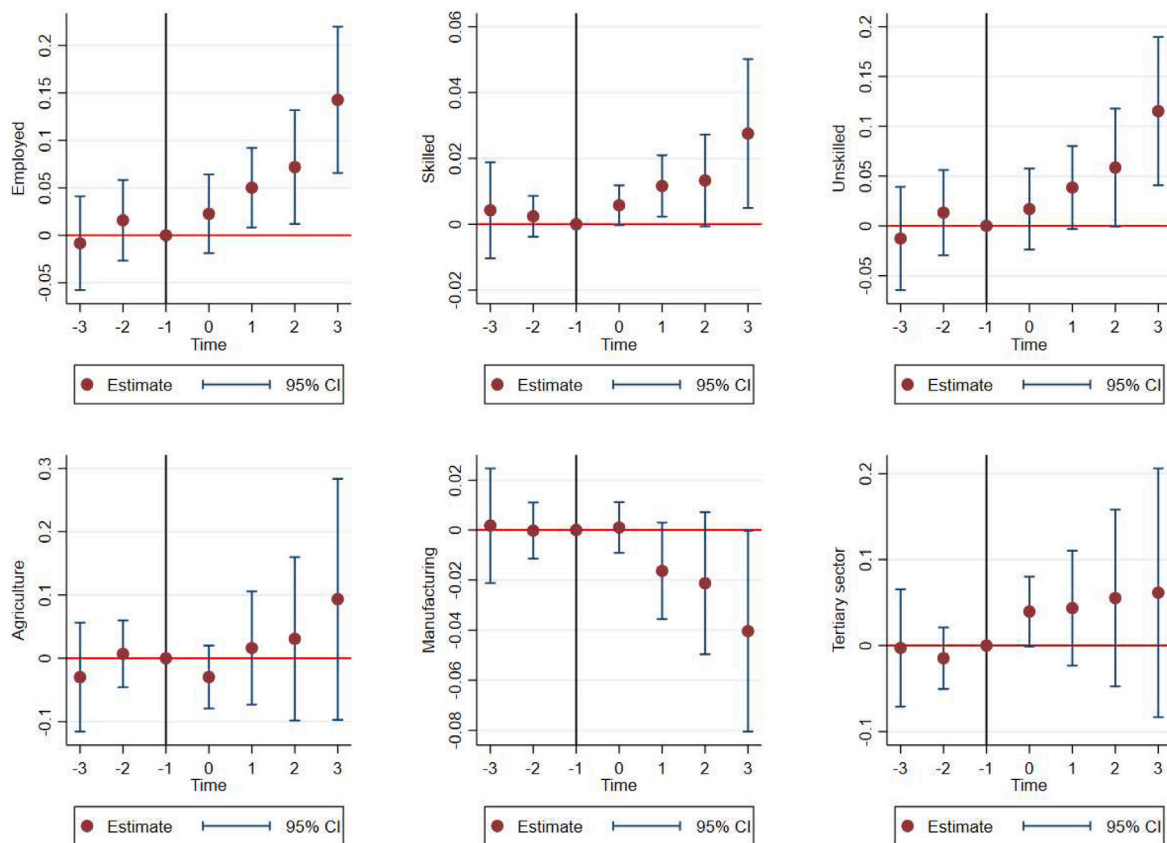 Employed
0.2
0.15
0.1
0.05
0
-0.05
-3 -2 -1 0 1 2 3
Time
Estimate 95% CI
Skilled
0.06
0.04
0.02
0
-0.02
-3 -2 -1 0 1 2 3
Time
Estimate 95% CI
Unskilled
0.2
0.15
0.1
0.05
0
-0.05
-3 -2 -1 0 1 2 3
Time
Estimate 95% CI
Agriculture
0.3
0.2
0.1
0
-0.1
-3 -2 -1 0 1 2 3
Time
Estimate 95% CI
Manufacturing
0.02
0
-0.02
-0.04
-0.06
-0.08
-3 -2 -1 0 1 2 3
Time
Estimate 95% CI
Tertiary sector
0.2
0.1
0
-0.1
-3 -2 -1 0 1 2 3
Time
Estimate 95% CI